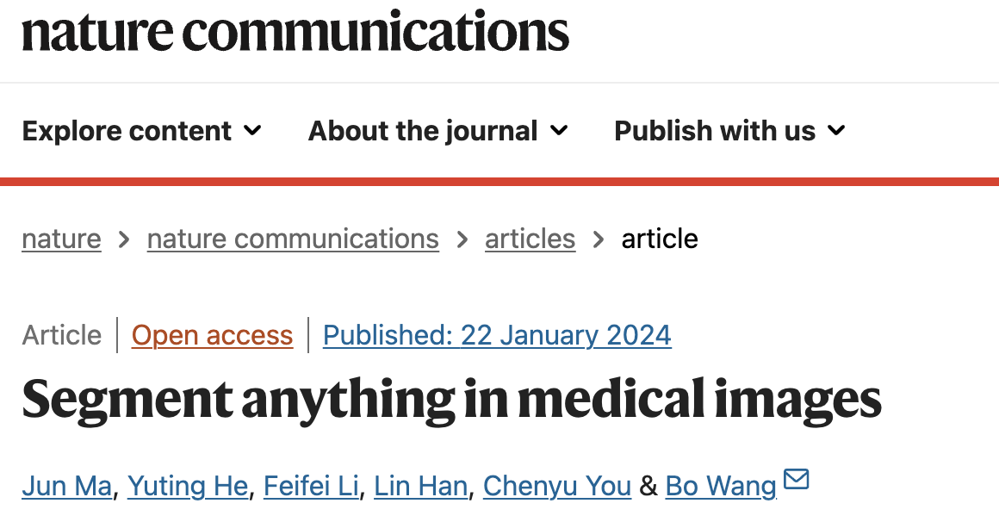 nature communications
Explore content About the journal Publish with us
nature > nature communications > articles > article
Article | Open access | Published: 22 January 2024
Segment anything in medical images
Jun Ma, Yuting He, Feifei Li, Lin Han, Chenyu You & Bo Wang